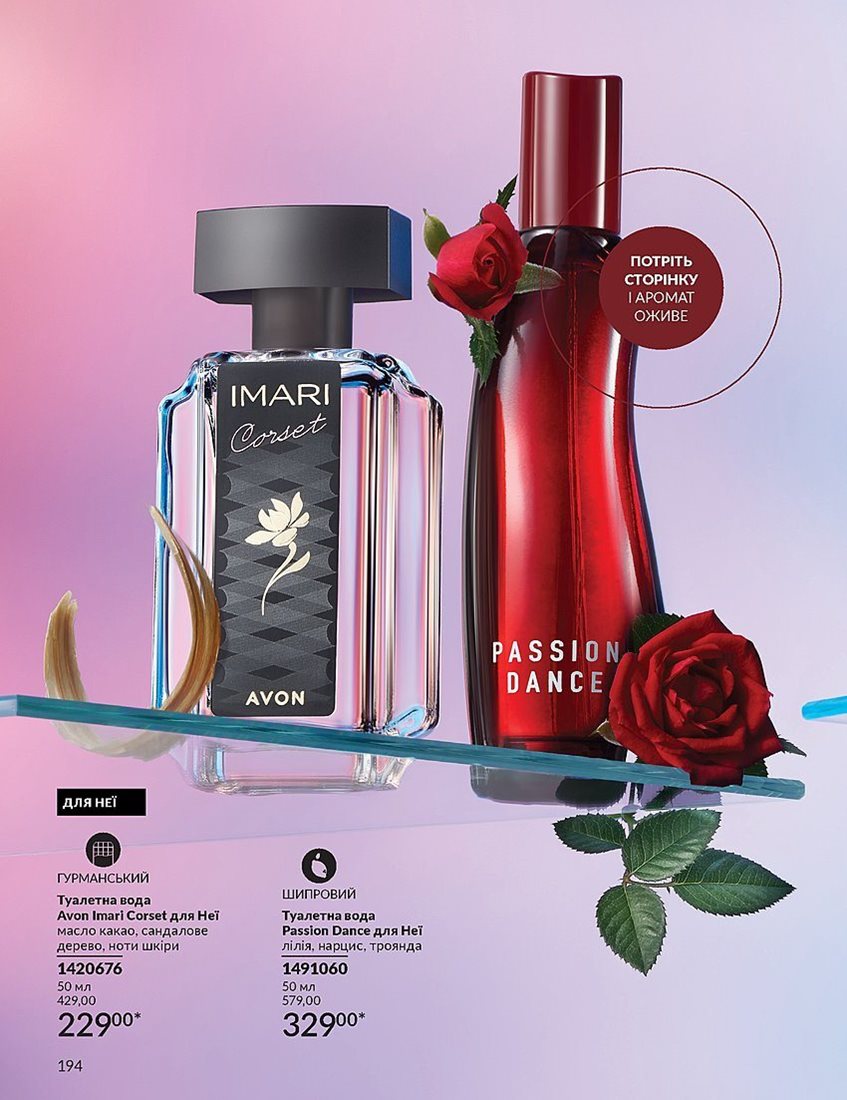 IMARI
Corset
AVON
PASSION
DANCE
ПОТРІТЬ
СТОРІНКУ
І АРОМАТ
ОЖИВЕ
ДЛЯ НЕЇ
ГУРМАНСЬКИЙ
Туалетна вода
Avon Imari Corset для Неї
масло какао, сандалове
дерево, ноти шкіри
1420676
50 мл
429,00
22900*
ШИПРОВИЙ
Туалетна вода
Passion Dance для Неї
лілія, нарцис, троянда
1491060
50 мл
579,00
32900*
194